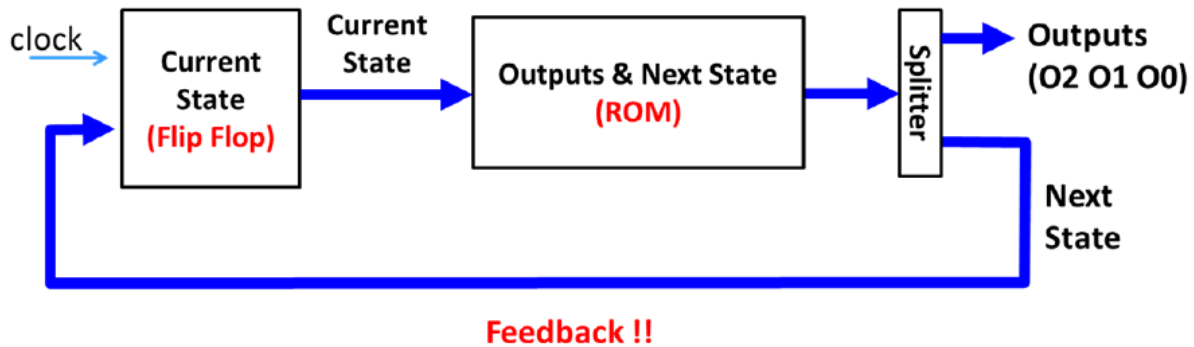 clock
Current
State
(Flip Flop)
Current
State
Outputs & Next State
(ROM)
Splitter
Outputs
(O2 O1 O0)
Next
State
Feedback !!